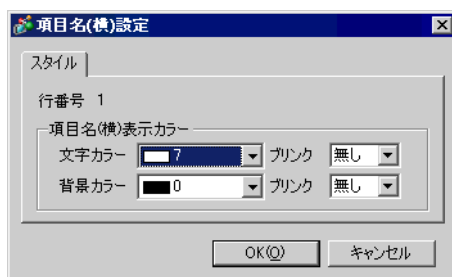 項目名(横)設定
スタイル
行番号 1
項目名(横)表示カラー
文字カラー 7 ブリンク 無し
背景カラー 0 ブリンク 無し
OK(O) キャンセル